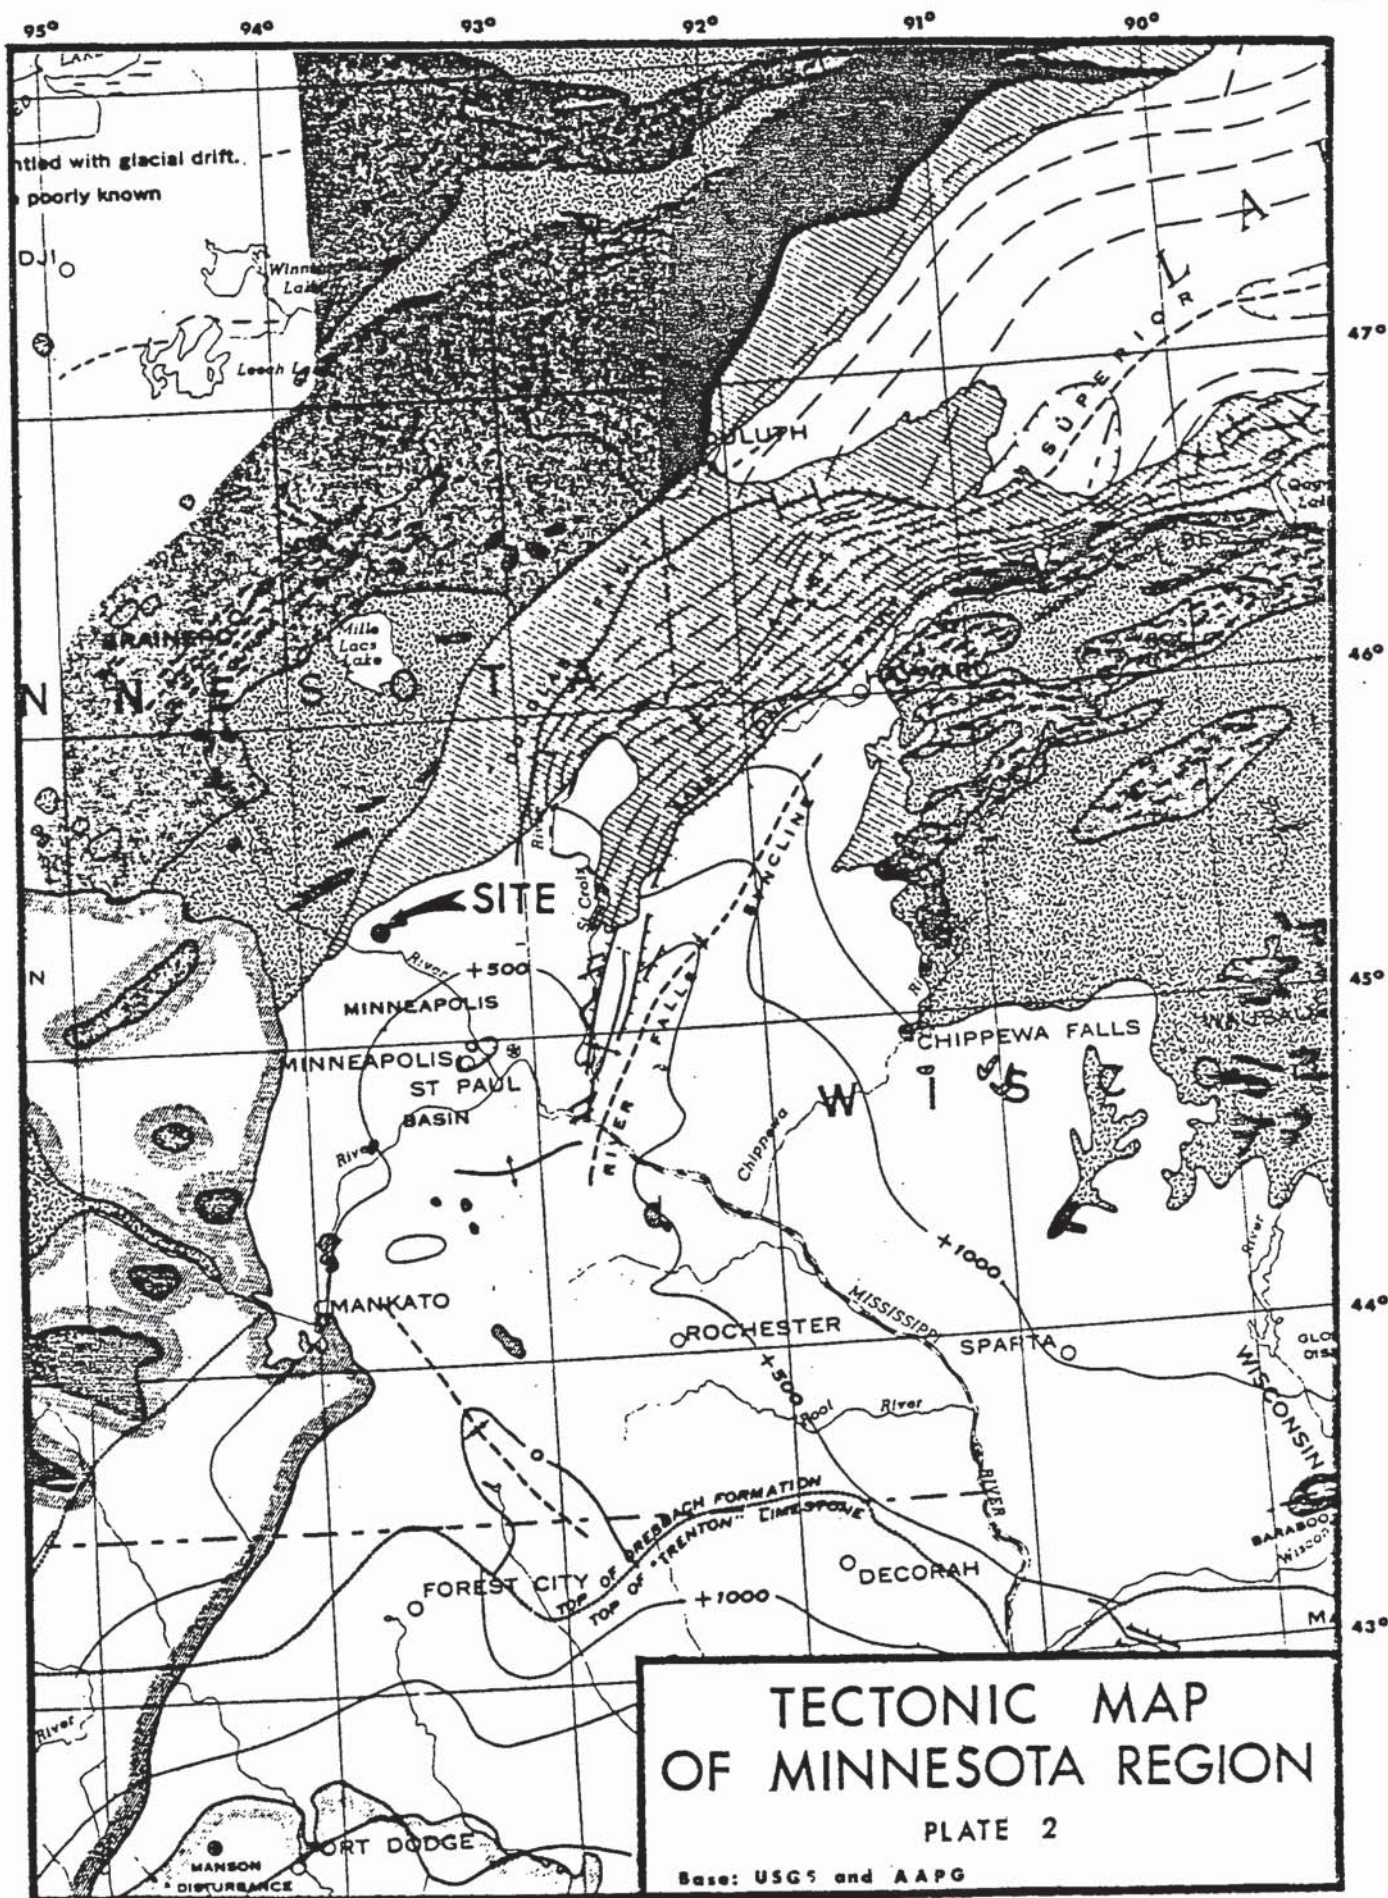 95°
94°
93°
92°
91°
90°
LAKE
ntled with glacial drift.
poorly known
DJI
Leech
DULUTH
SUPERIOR
L A
47°
FAULT
BRAINERD
Mille
Lacs
Lake
N N E S T A
46°
SITE
St. Croix
River
+500
SYNCLINE
RIVER FALLS
MINNEAPOLIS
MINNEAPOLIS
ST PAUL
BASIN
River
45°
CHIPPEWA FALLS
WAUSAU
W I S
Chippewa
+1000
River
MANKATO
ROCHESTER
MISSISSIPPI
RIVER
SPARTA
44°
WISCONSIN
+500
Root
River
TOP OF DRESBACH FORMATION
TOP OF "TRENTON" LIMESTONE
BARABOO
FOREST CITY
DECORAH
+1000
MA
43°
River
FORT DODGE
MANSON
DISTURBANCE
TECTONIC MAP
OF MINNESOTA REGION
PLATE 2
Base: USGS and AAPG